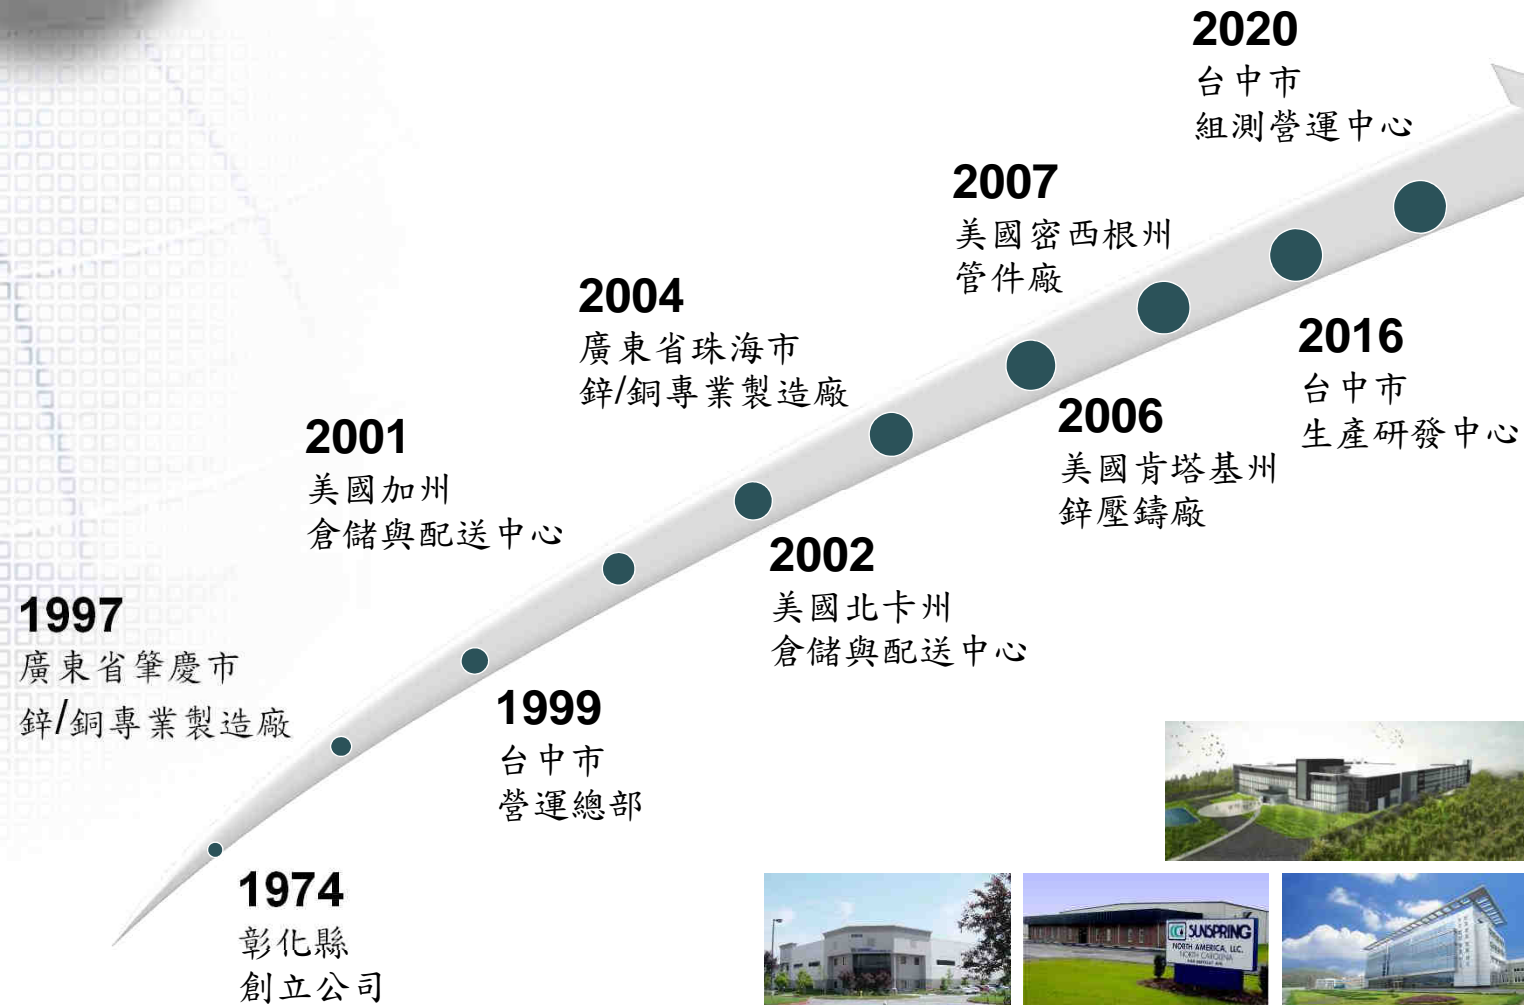 2020
台中市
組測營運中心
2007
美國密西根州
管件廠
2004
廣東省珠海市
鋅/銅專業製造廠
2016
台中市
生產研發中心
2001
美國加州
倉儲與配送中心
2006
美國肯塔基州
鋅壓鑄廠
2002
美國北卡州
倉儲與配送中心
1997
廣東省肇慶市
鋅/銅專業製造廠
1999
台中市
營運總部
1974
彰化縣
創立公司
SUNSPRING
NORTH AMERICA, LLC.
NORTH CAROLINA